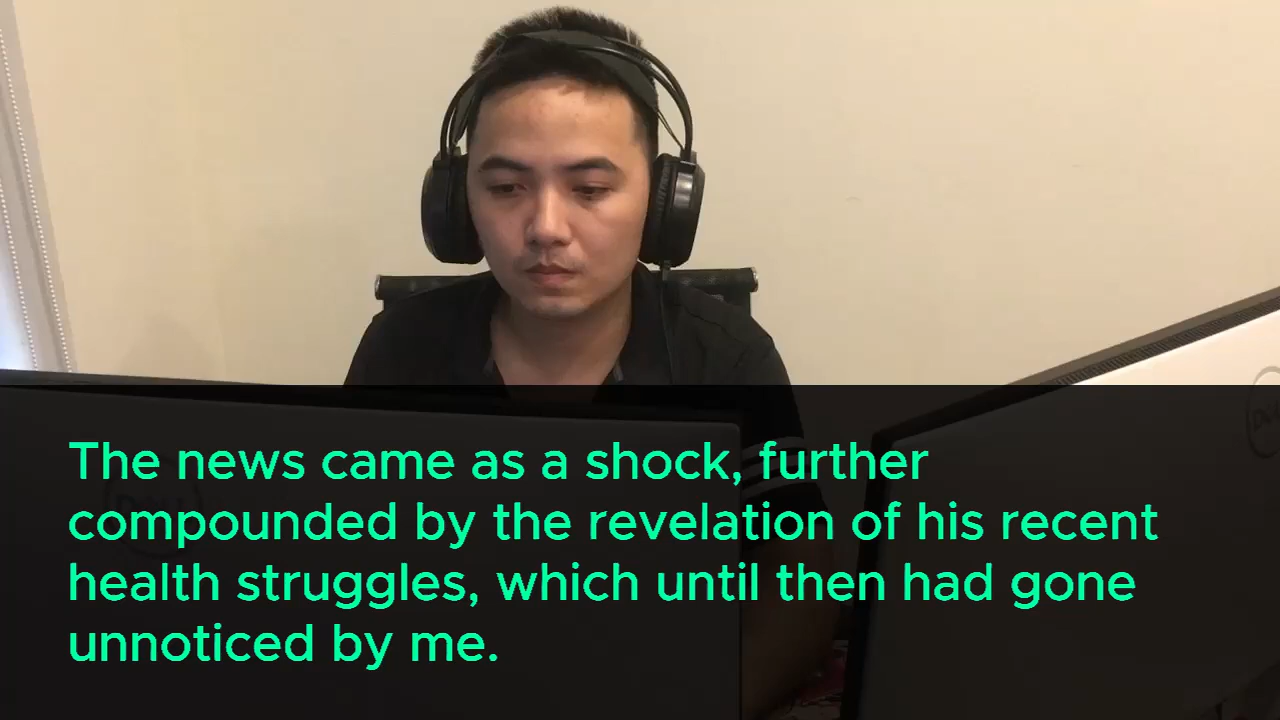 The news came as a shock, further
compounded by the revelation of his recent
health struggles, which until then had gone
unnoticed by me.